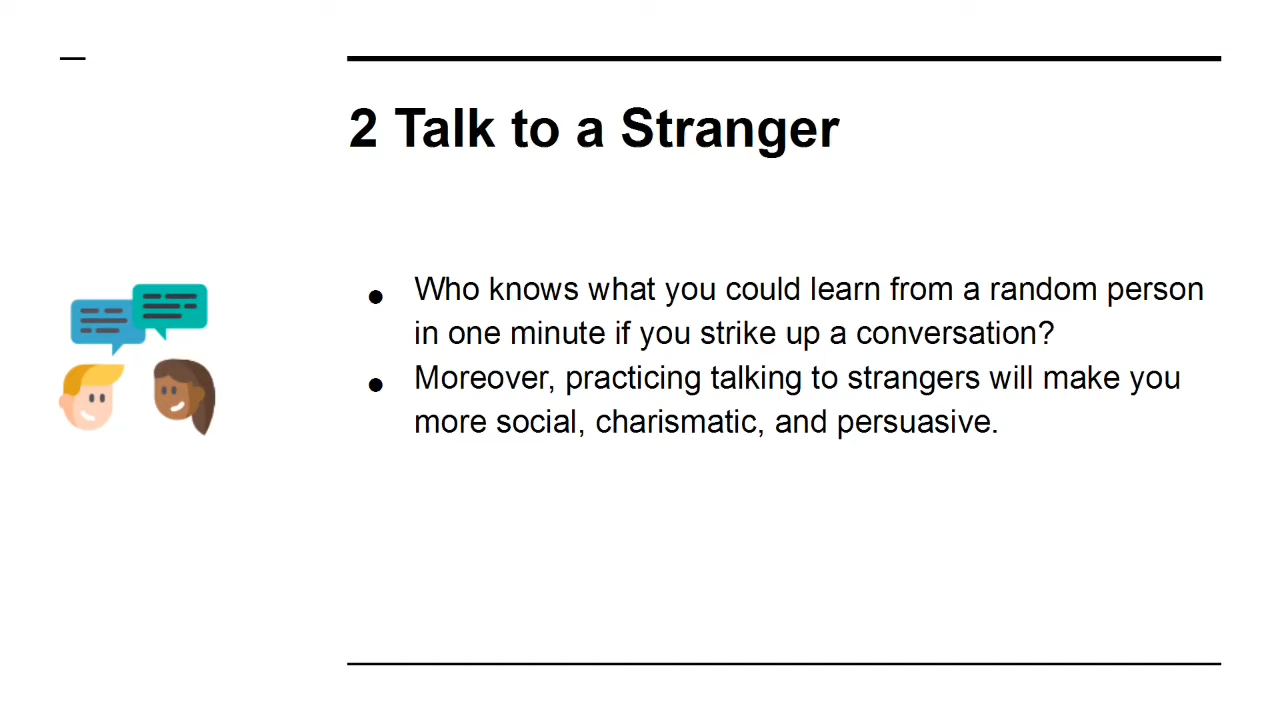 2 Talk to a Stranger
● Who knows what you could learn from a random person
in one minute if you strike up a conversation?
● Moreover, practicing talking to strangers will make you
more social, charismatic, and persuasive.